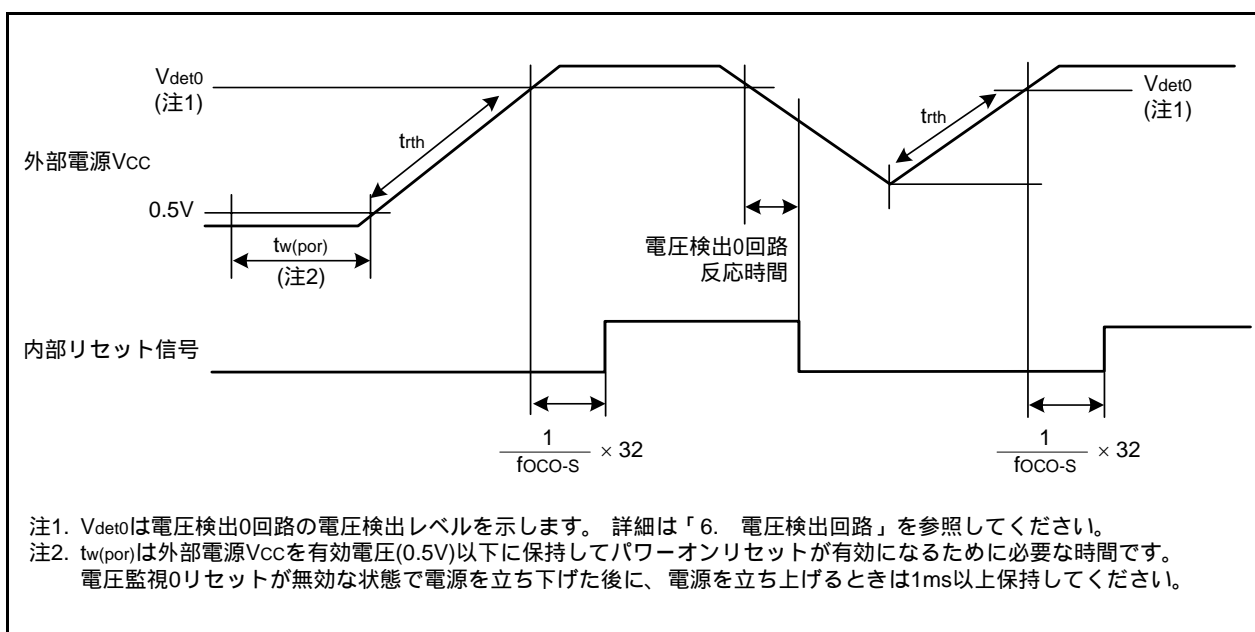 Vdet0
(注1)
trth
trth
Vdet0
(注1)
外部電源VCC
0.5V
tw(por)
(注2)
電圧検出0回路
反応時間
内部リセット信号
1
fOCO-S
× 32
1
fOCO-S
× 32
注1. Vdet0は電圧検出0回路の電圧検出レベルを示します。 詳細は「6. 電圧検出回路」を参照してください。
注2. tw(por)は外部電源VCCを有効電圧(0.5V)以下に保持してパワーオンリセットが有効になるために必要な時間です。
電圧監視0リセットが無効な状態で電源を立ち下げた後に、電源を立ち上げるときは1ms以上保持してください。